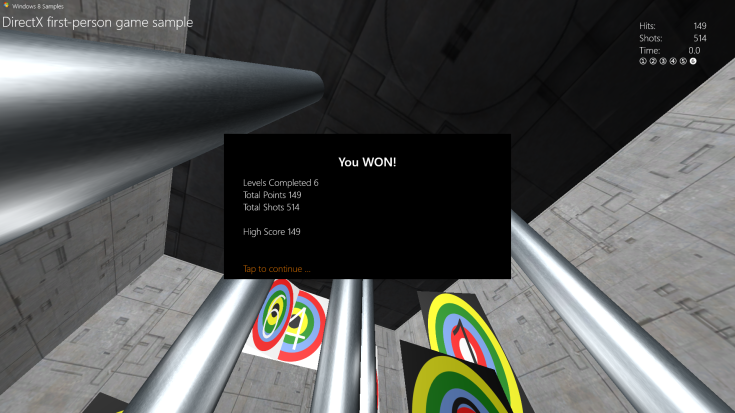 Windows 8 Samples
DirectX first-person game sample
Hits: 149
Shots: 514
Time: 0.0
① ② ③ ④ ⑤ ⑥
You WON!
Levels Completed 6
Total Points 149
Total Shots 514
High Score 149
Tap to continue ...
4